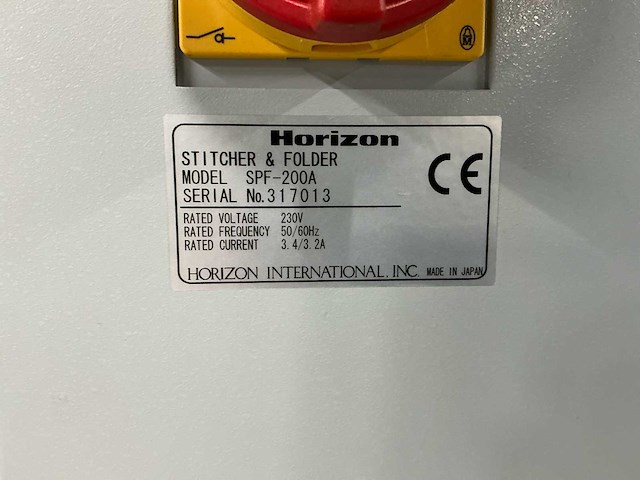 Horizon
STITCHER & FOLDER
MODEL SPF-200A
SERIAL No.317013
CE
RATED VOLTAGE 230V
RATED FREQUENCY 50/60Hz
RATED CURRENT 3.4/3.2A
HORIZON INTERNATIONAL, INC. MADE IN JAPAN